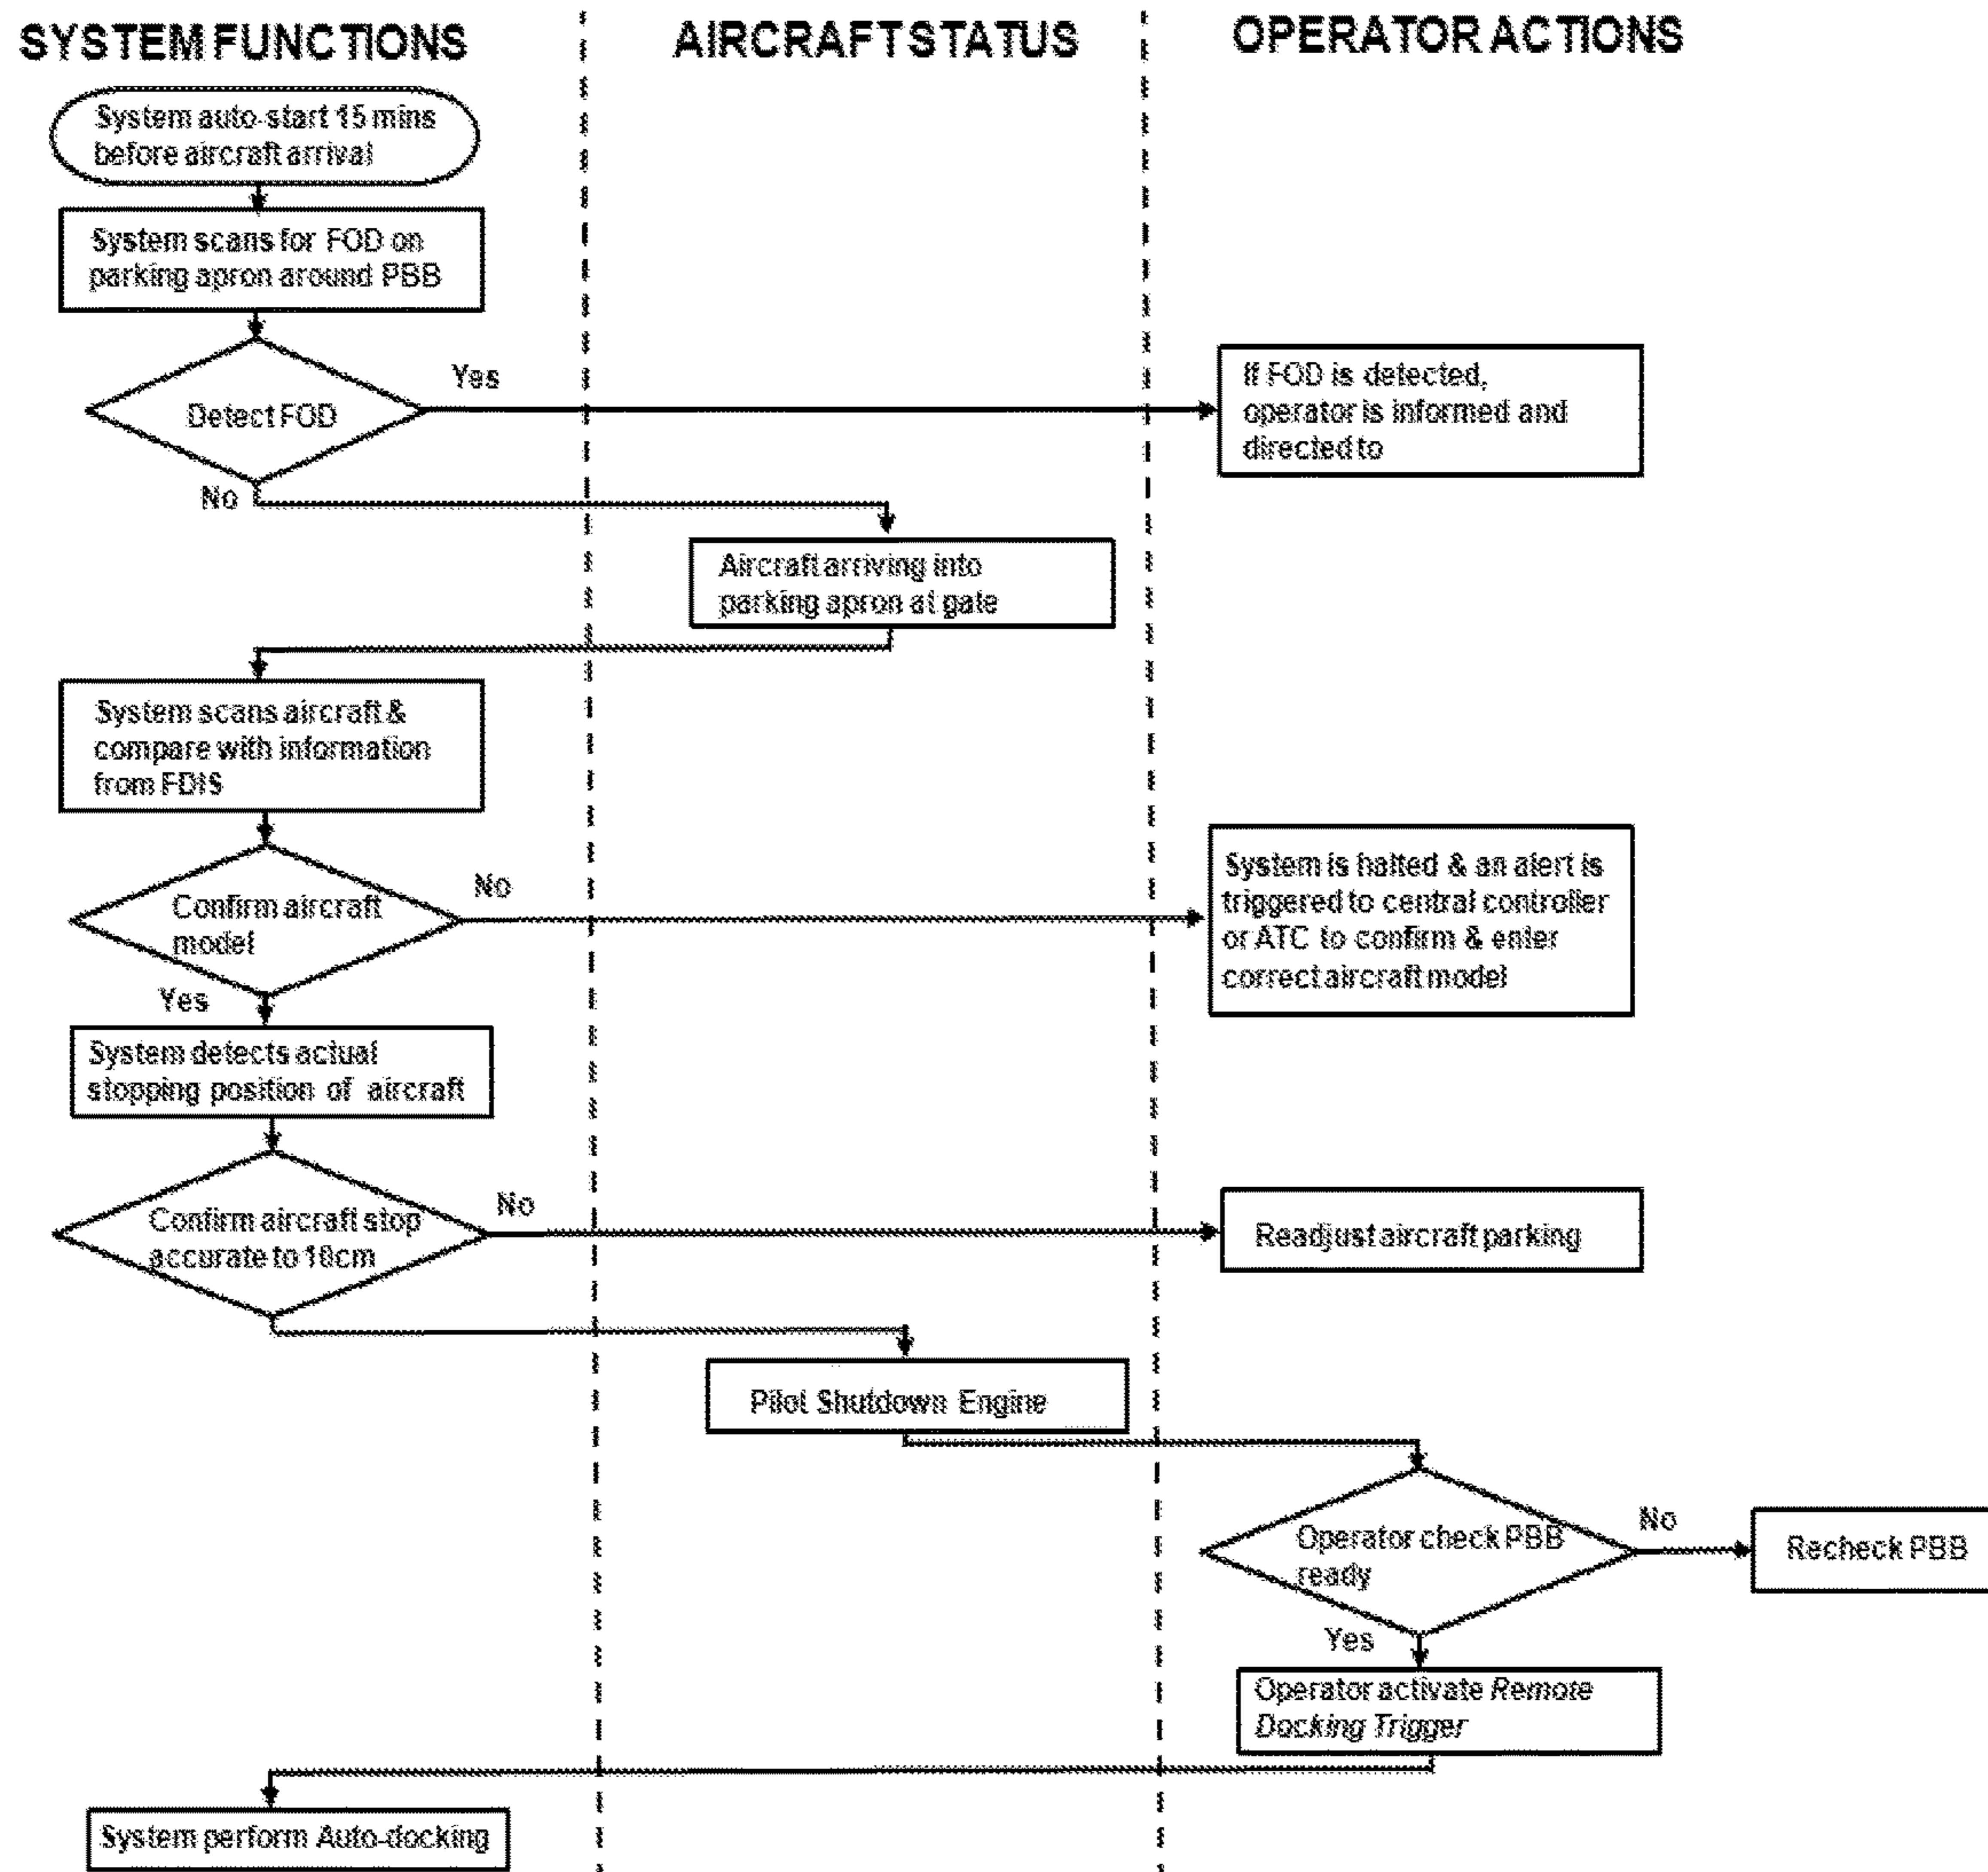 SYSTEM FUNCTIONS
AIRCRAFT STATUS
OPERATOR ACTIONS
System auto-start 15 mins
before aircraft arrival
System scans for FOD on
parking apron around PBB
Detect FOD
Yes
If FOD is detected,
operator is informed and
directed to
No
Aircraft arriving into
parking apron at gate
System scans aircraft &
compare with information
from FDIS
Confirm aircraft
model
No
System is halted & an alert is
triggered to central controller
or ATC to confirm & enter
correct aircraft model
Yes
System detects actual
stopping position of aircraft
Confirm aircraft stop
accurate to 10cm
No
Readjust aircraft parking
Pilot Shutdown Engine
Operator check PBB
ready
No
Recheck PBB
Yes
Operator activate Remote
Docking Trigger
System perform Auto-docking